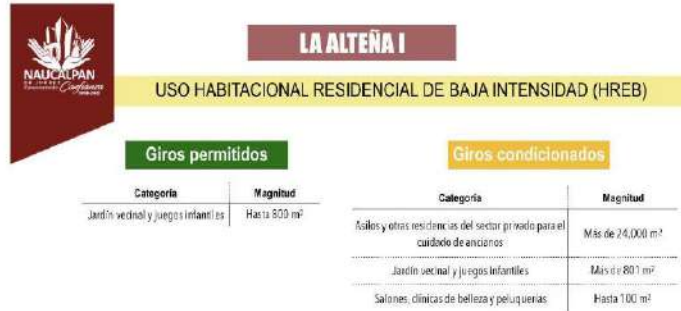 LA ALTEÑA I
NAUCALPAN
DE JUÁREZ
Confianza
USO HABITACIONAL RESIDENCIAL DE BAJA INTENSIDAD (HREB)
Giros permitidos
Categoría Magnitud
Jardín vecinal y juegos infantiles Hasta 800 m²
Giros condicionados
Categoría Magnitud
Asilos y otras residencias del sector privado para el
cuidado de ancianos Más de 24,000 m²
Jardín vecinal y juegos infantiles Más de 801 m²
Salones, clínicas de belleza y peluquerías Hasta 100 m²